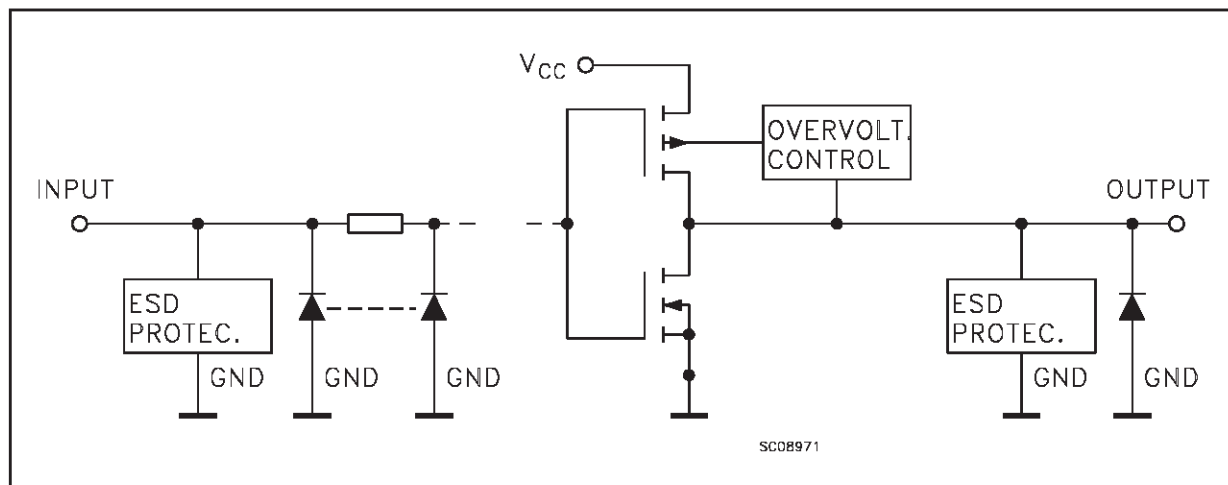 VCC
OVERVOLT.
CONTROL
INPUT
OUTPUT
ESD
PROTEC.
GND
GND
GND
ESD
PROTEC.
GND
GND
SC08971